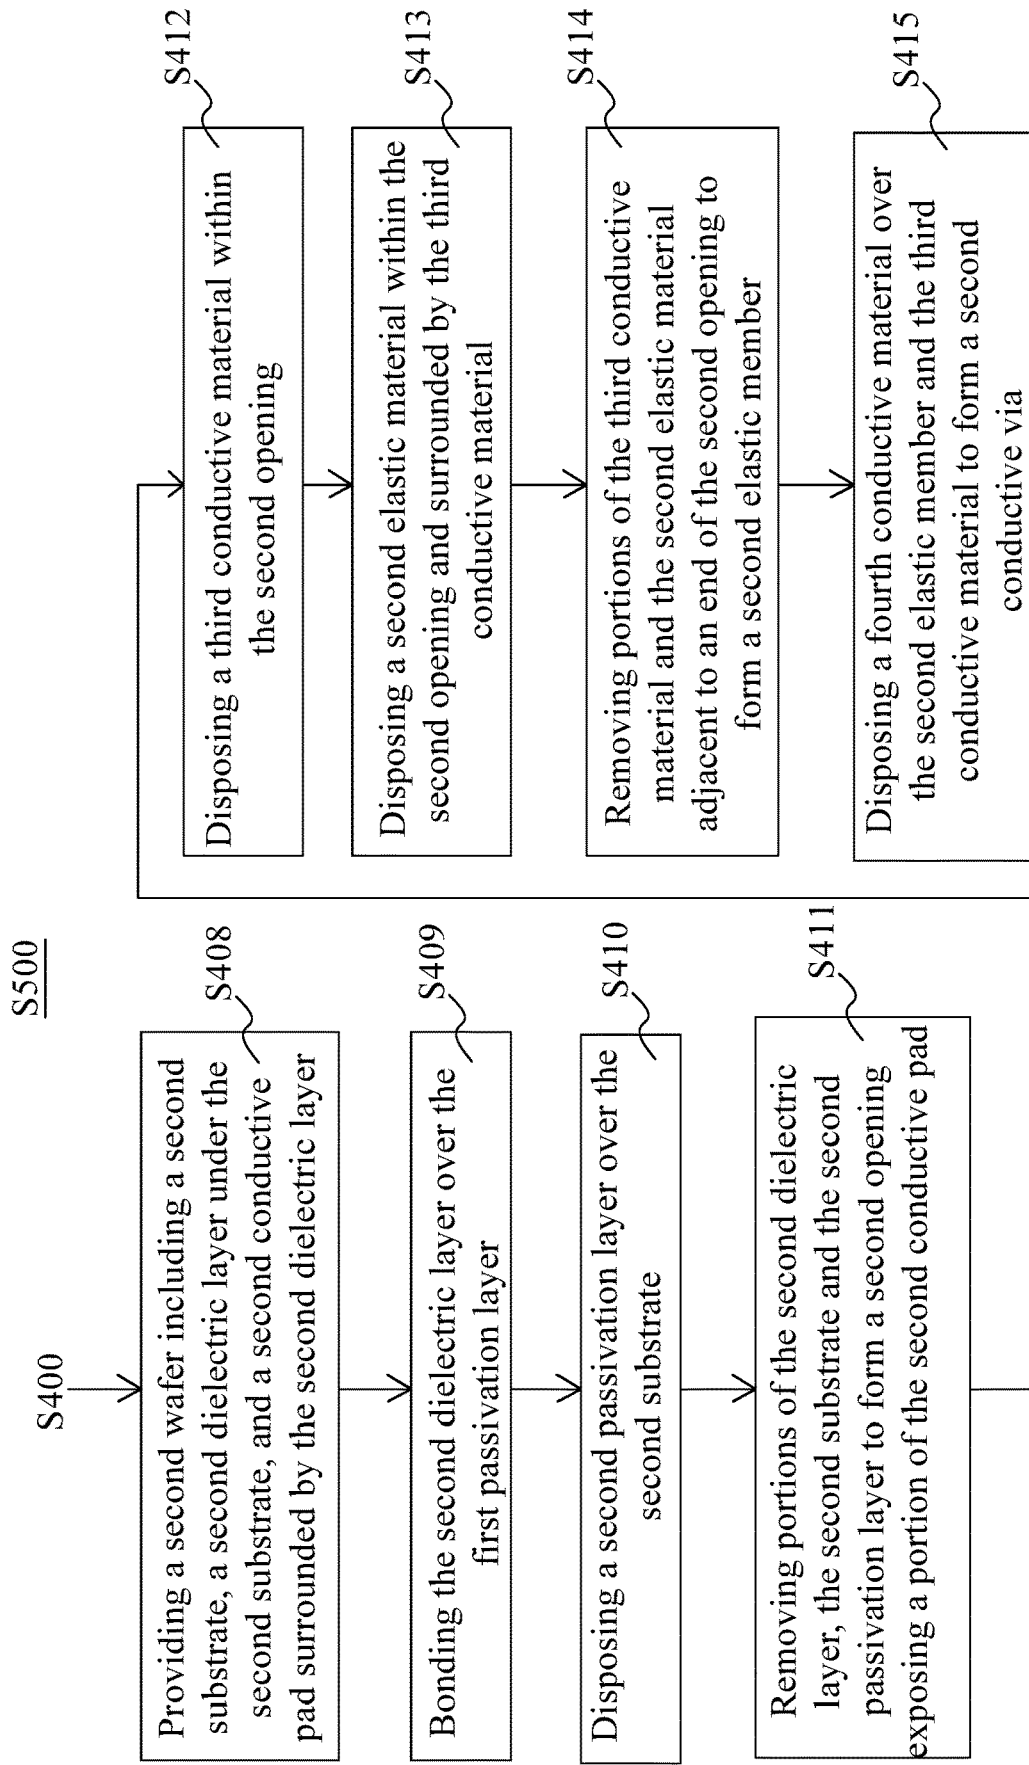 S500
S400
S408
Providing a second wafer including a second
substrate, a second dielectric layer under the
second substrate, and a second conductive
pad surrounded by the second dielectric layer
S409
Bonding the second dielectric layer over the
first passivation layer
S410
Disposing a second passivation layer over the
second substrate
S411
Removing portions of the second dielectric
layer, the second substrate and the second
passivation layer to form a second opening
exposing a portion of the second conductive pad
S412
Disposing a third conductive material within
the second opening
S413
Disposing a second elastic material within the
second opening and surrounded by the third
conductive material
S414
Removing portions of the third conductive
material and the second elastic material
adjacent to an end of the second opening to
form a second elastic member
S415
Disposing a fourth conductive material over
the second elastic member and the third
conductive material to form a second
conductive via